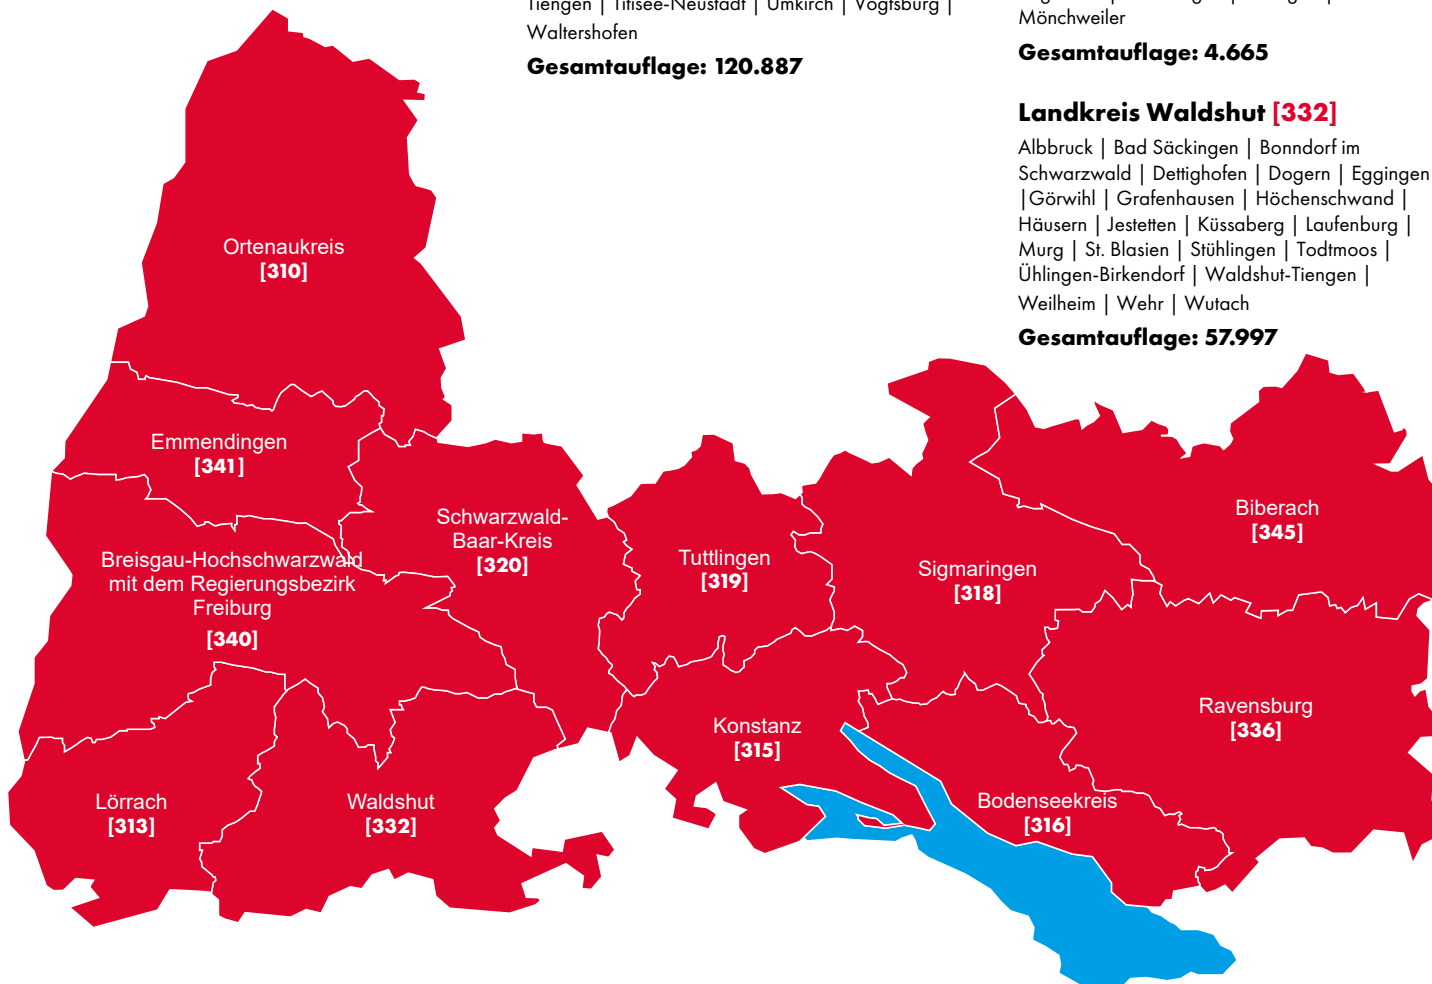 Tiengen | Titisee-Neustadt | Umkirch | Vogtsburg |
Waltershofen
Gesamtauflage: 120.887
Mönchweiler
Gesamtauflage: 4.665
Landkreis Waldshut [332]
Albbruck | Bad Säckingen | Bonndorf im
Schwarzwald | Dettighofen | Dogern | Eggingen
|Görwihl | Grafenhausen | Höchenschwand |
Häusern | Jestetten | Küssaberg | Laufenburg |
Murg | St. Blasien | Stühlingen | Todtmoos |
Ühlingen-Birkendorf | Waldshut-Tiengen |
Weilheim | Wehr | Wutach
Gesamtauflage: 57.997
Ortenaukreis
[310]
Emmendingen
[341]
Schwarzwald-
Baar-Kreis
[320]
Breisgau-Hochschwarzwald
mit dem Regierungsbezirk
Freiburg
[340]
Tuttlingen
[319]
Sigmaringen
[318]
Biberach
[345]
Ravensburg
[336]
Konstanz
[315]
Bodenseekreis
[316]
Lörrach
[313]
Waldshut
[332]